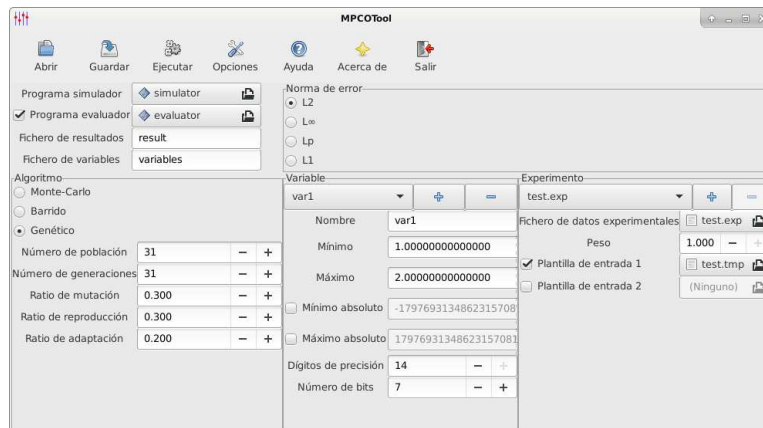 MPCOTool
Abrir Guardar Ejecutar Opciones Ayuda Acerca de Salir
Programa simulador simulator
Programa evaluador evaluator
Fichero de resultados result
Fichero de variables variables
Norma de error
L2
L∞
Lp
L1
Algoritmo
Monte-Carlo
Barrido
Genético
Número de población 31 − +
Número de generaciones 31 − +
Ratio de mutación 0.300 − +
Ratio de reproducción 0.300 − +
Ratio de adaptación 0.200 − +
Variable
var1
Nombre var1
Mínimo 1.00000000000000
Máximo 2.00000000000000
Mínimo absoluto -1797693134862315708
Máximo absoluto 17976931348623157081
Dígitos de precisión 14 − +
Número de bits 7 − +
Experimento
test.exp
Fichero de datos experimentales test.exp
Peso 1.000 − +
Plantilla de entrada 1 test.tmp
Plantilla de entrada 2 (Ninguno)